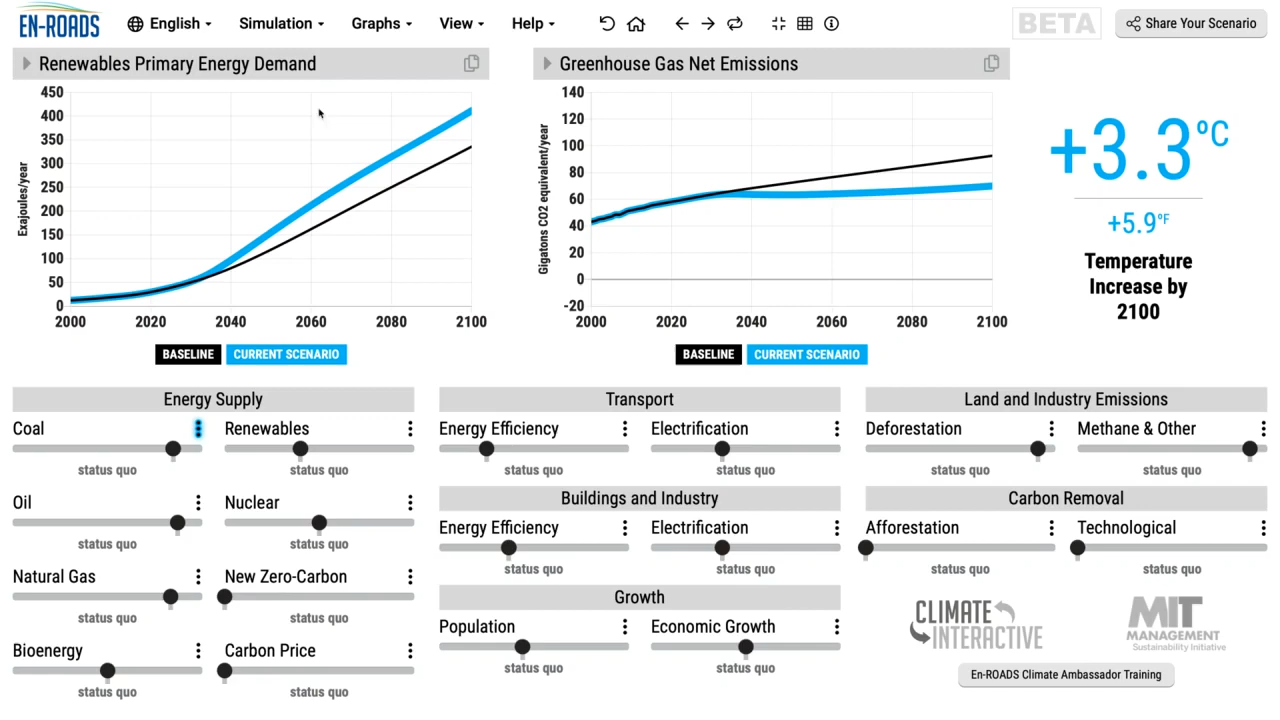 EN-ROADS
English
Simulation
Graphs
View
Help
BETA
Share Your Scenario
Renewables Primary Energy Demand
Exajoules/year
450
400
350
300
250
200
150
100
50
0
2000 2020 2040 2060 2080 2100
BASELINE CURRENT SCENARIO
Greenhouse Gas Net Emissions
Gigatons CO2 equivalent/year
140
120
100
80
60
40
20
0
-20
2000 2020 2040 2060 2080 2100
BASELINE CURRENT SCENARIO
+3.3°C
+5.9°F
Temperature
Increase by
2100
Energy Supply
Coal
status quo
Renewables
status quo
Oil
status quo
Nuclear
status quo
Natural Gas
status quo
New Zero-Carbon
status quo
Bioenergy
status quo
Carbon Price
status quo
Transport
Energy Efficiency
status quo
Electrification
status quo
Buildings and Industry
Energy Efficiency
status quo
Electrification
status quo
Growth
Population
status quo
Economic Growth
status quo
Land and Industry Emissions
Deforestation
status quo
Methane & Other
status quo
Carbon Removal
Afforestation
status quo
Technological
status quo
CLIMATE
INTERACTIVE
MIT
MANAGEMENT
Sustainability Initiative
En-ROADS Climate Ambassador Training